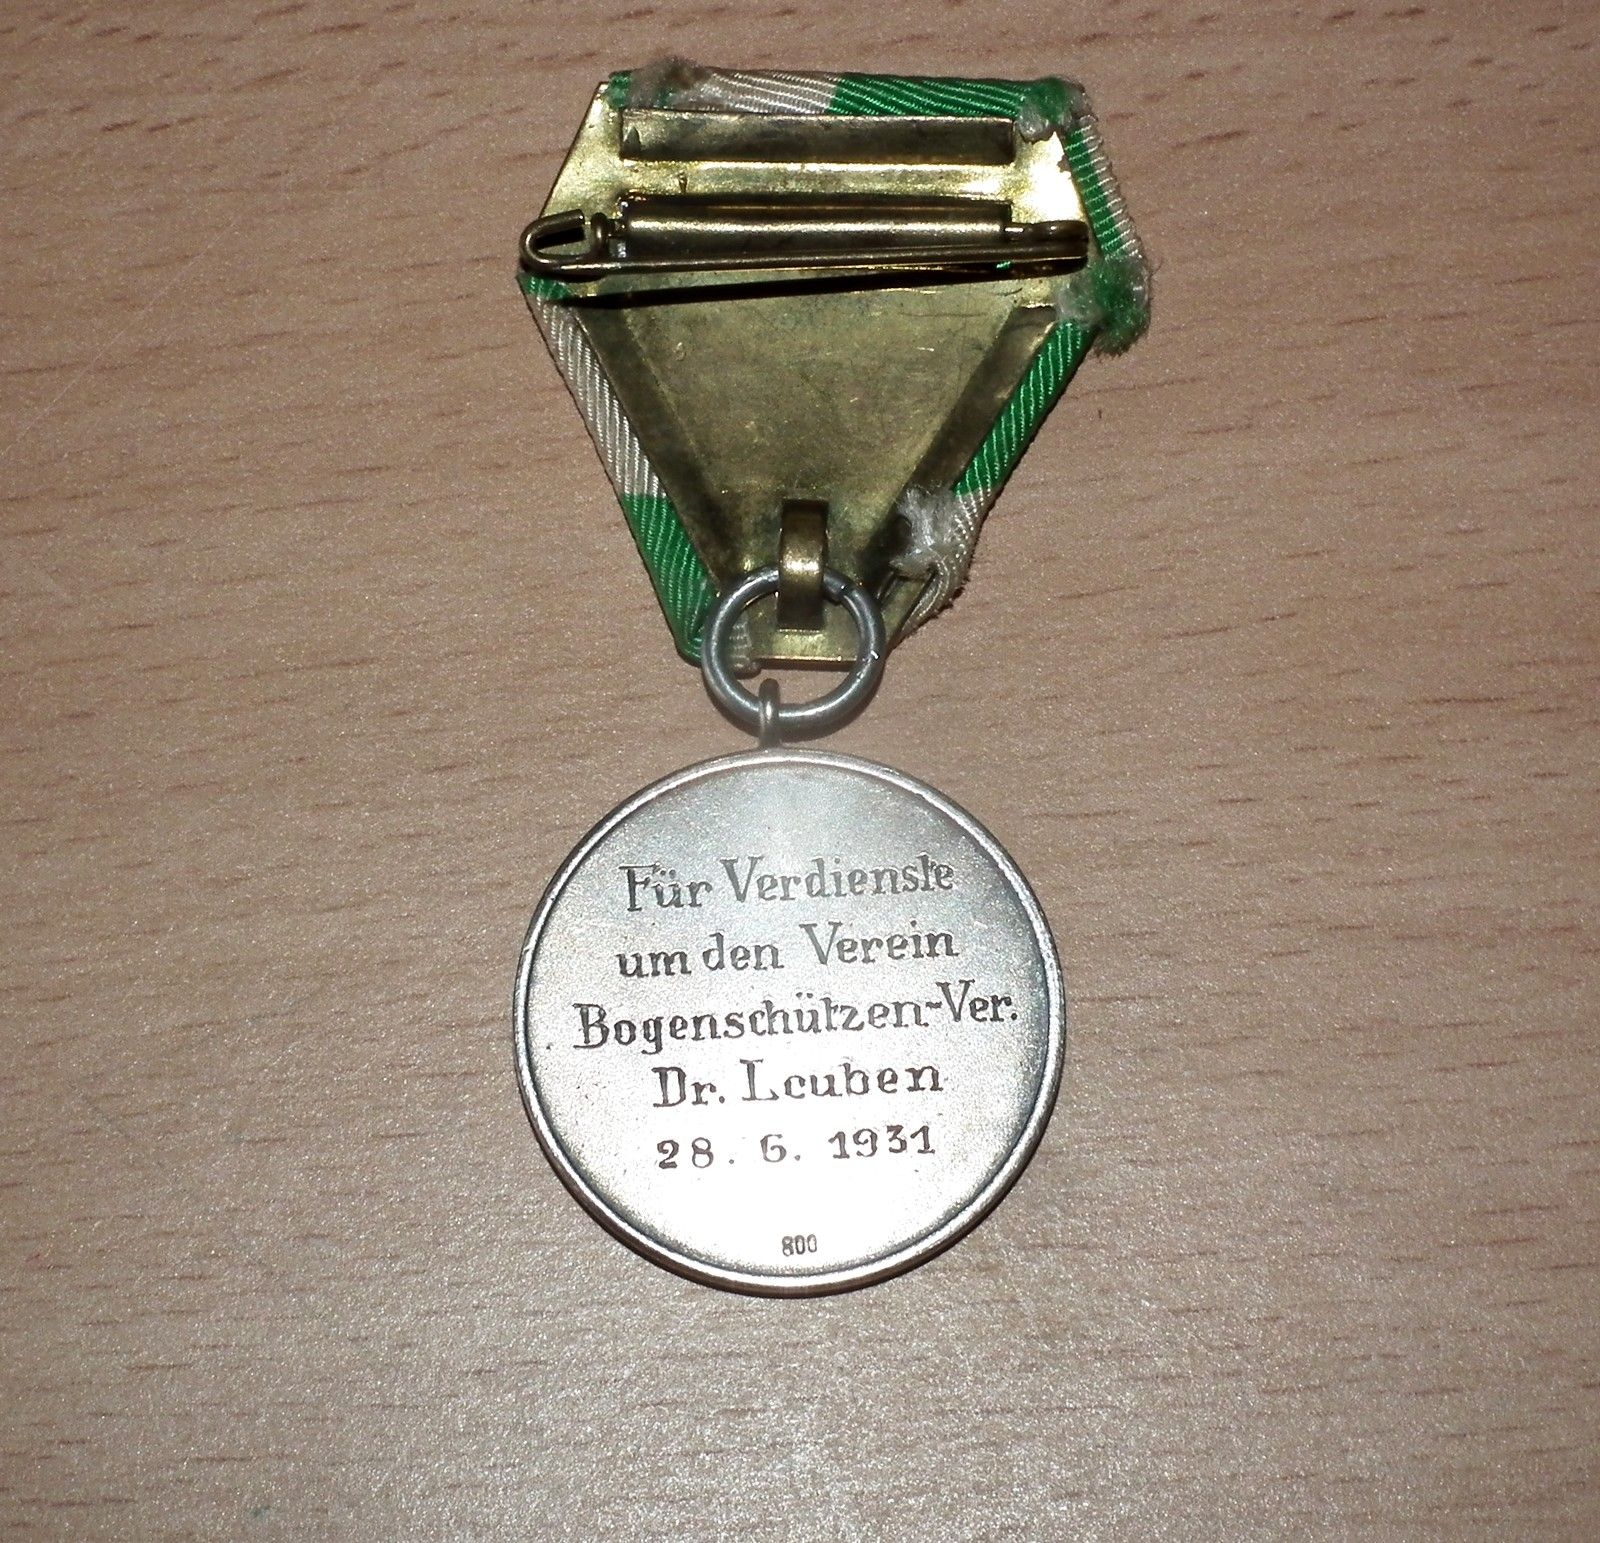 Für Verdienste
um den Verein
Bogenschützen-Ver.
Dr. Leuben
28. 6. 1931
800